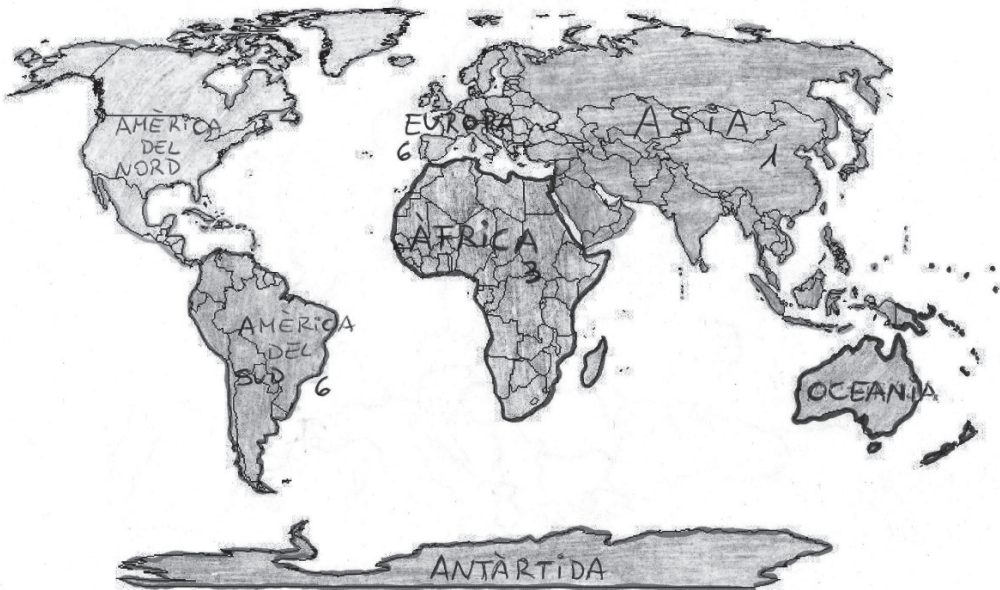 AMÈRICA
DEL
NORD
EUROPA
6
ASiA
1
ÀFRiCA
3
AMÈRiCA
DEL
SUD
6
OCEANiA
ANTÀRTiDA